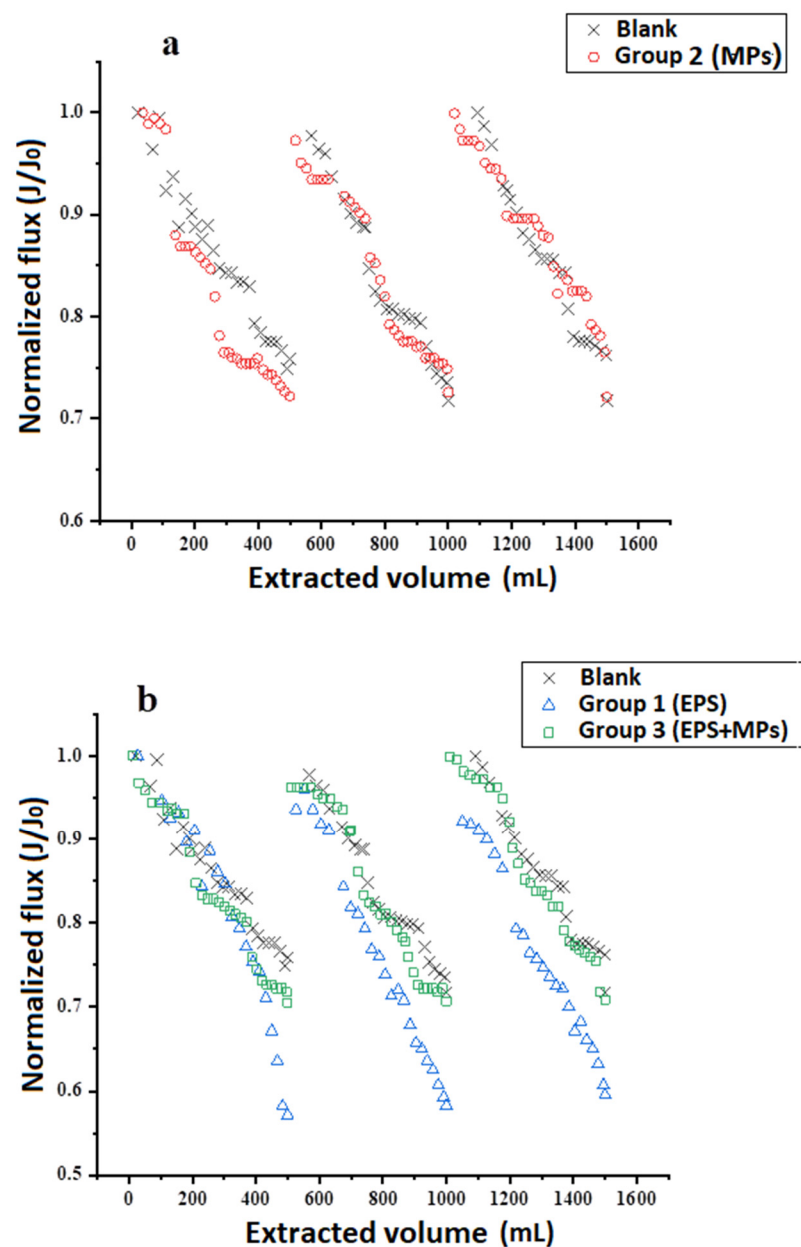 a
Blank
Group 2 (MPs)
Normalized flux (J/J0)
1.0
0.9
0.8
0.7
0.6
0 200 400 600 800 1000 1200 1400 1600
Extracted volume (mL)
b
Blank
Group 1 (EPS)
Group 3 (EPS+MPs)
Normalized flux (J/J0)
1.0
0.9
0.8
0.7
0.6
0.5
0 200 400 600 800 1000 1200 1400 1600
Extracted volume (mL)